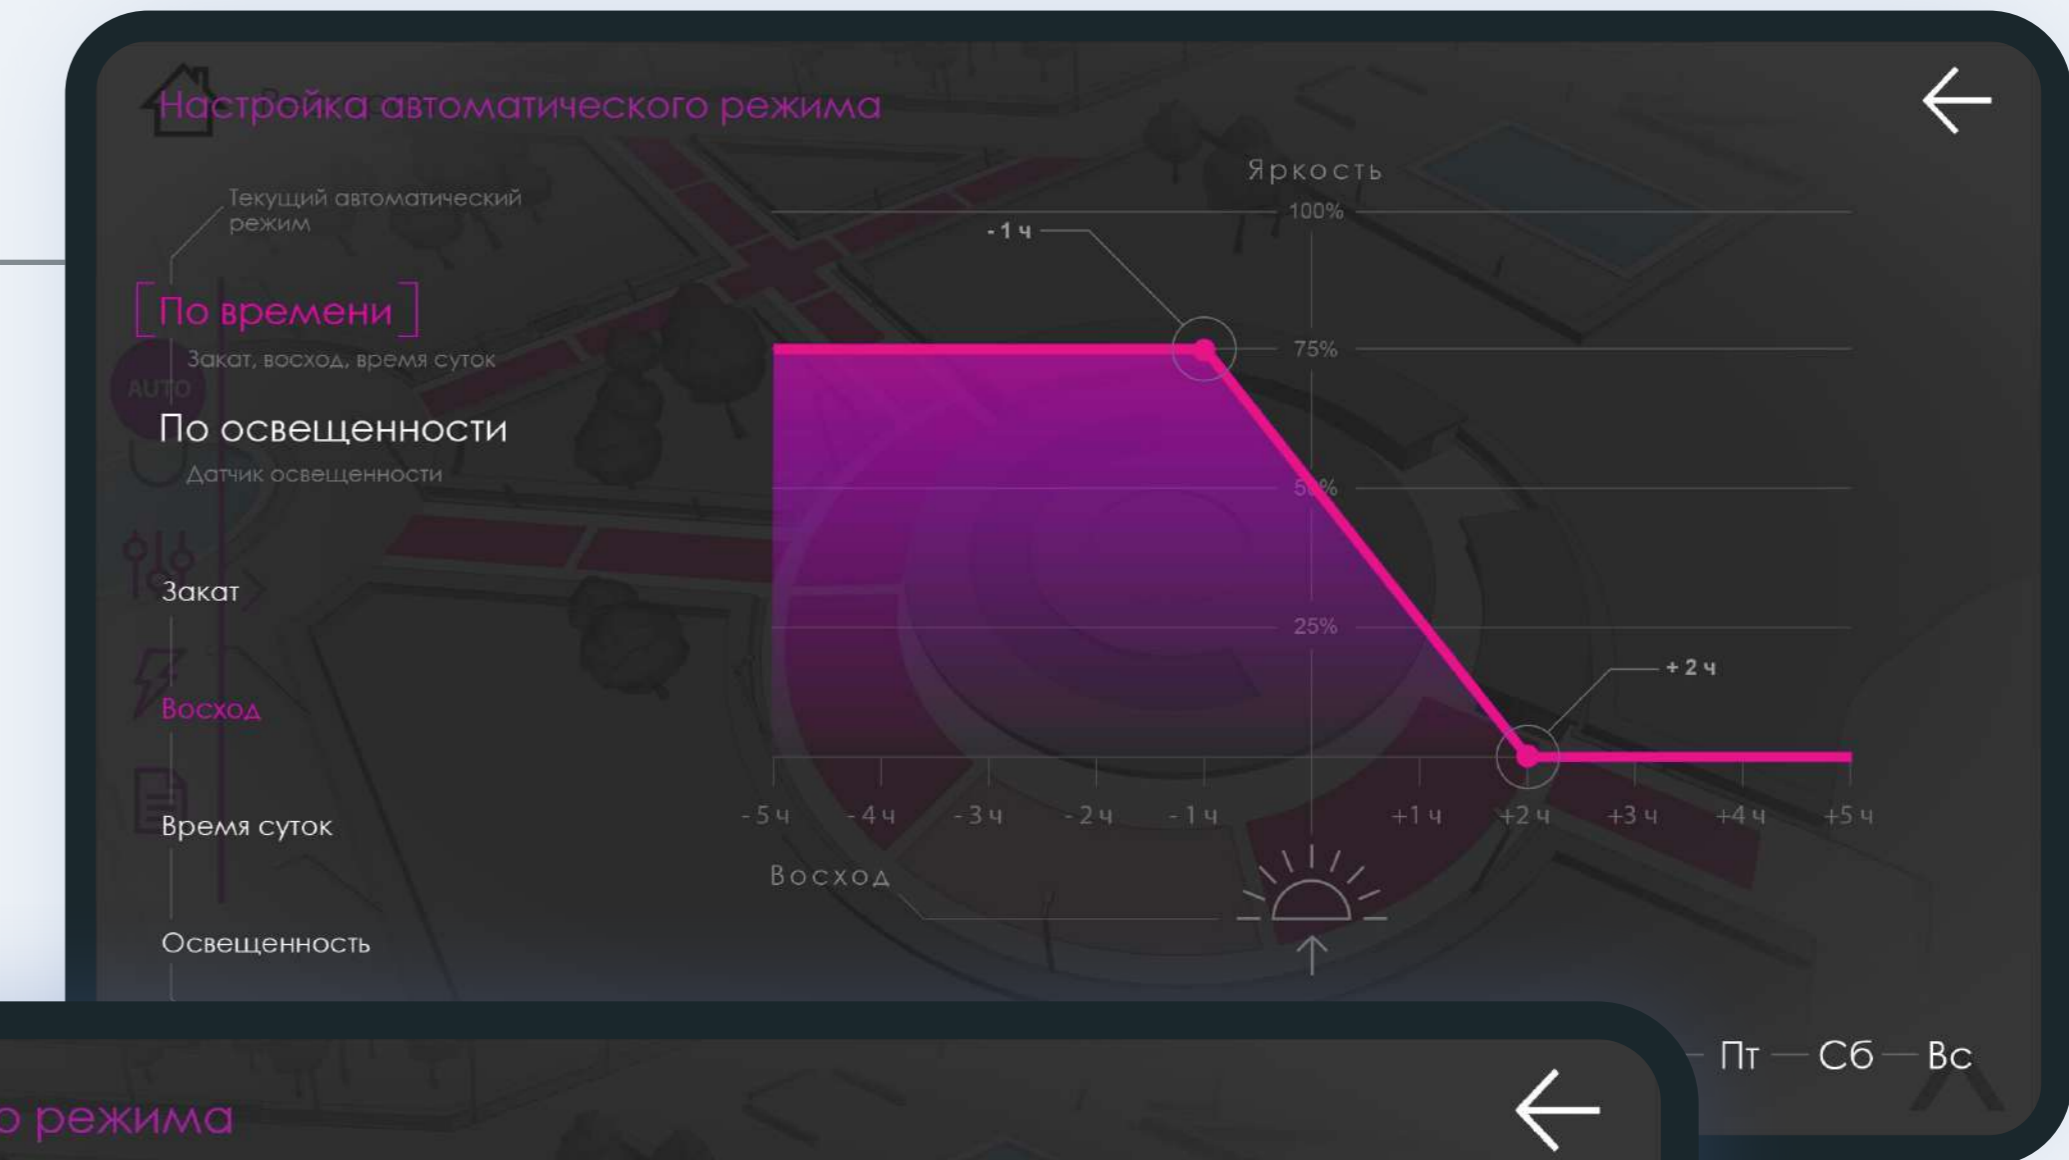 Настройка автоматического режима
Текущий автоматический
режим
По времени
Закат, восход, время суток
AUTO
По освещенности
Датчик освещенности
Закат
Восход
Время суток
Освещенность
Яркость
100%
- 1 ч
75%
50%
25%
+ 2 ч
- 5 ч - 4 ч - 3 ч - 2 ч - 1 ч +1 ч +2 ч +3 ч +4 ч +5 ч
Восход
Пт Сб Вс
о режима